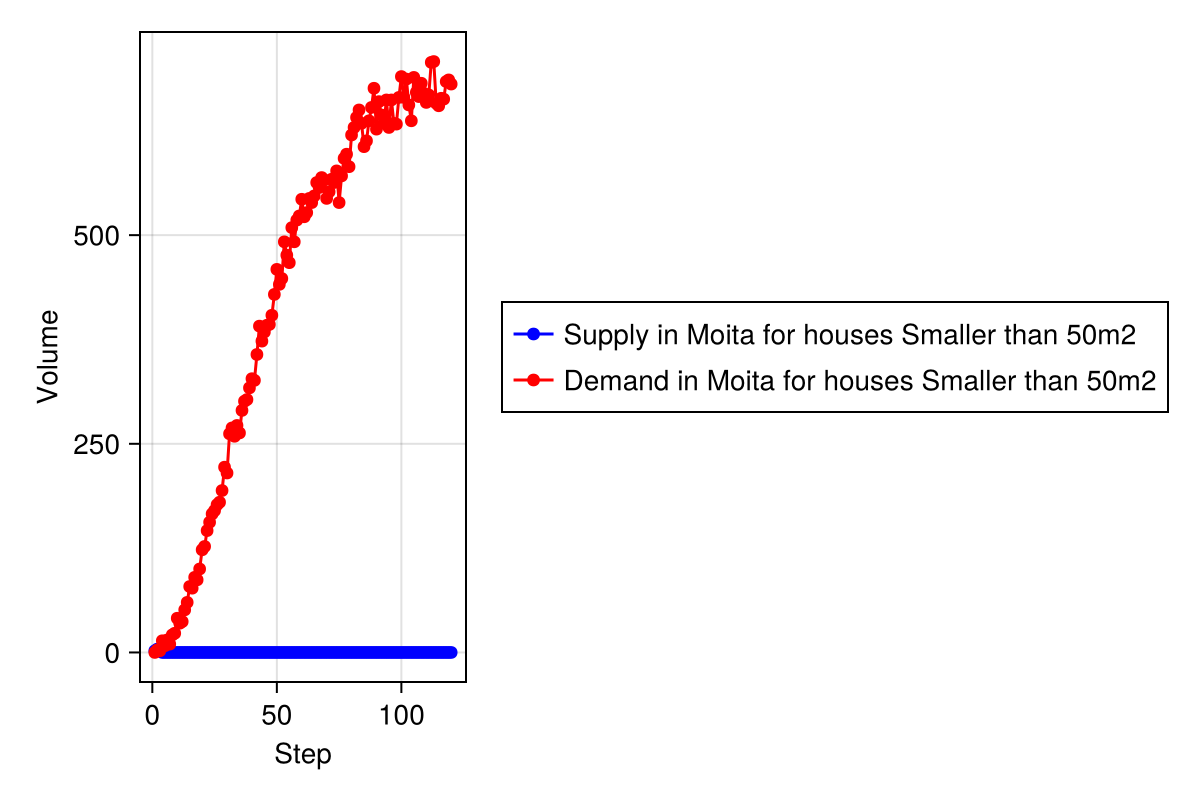 500
250
0
Volume
0 50 100
Step
Supply in Moita for houses Smaller than 50m2
Demand in Moita for houses Smaller than 50m2